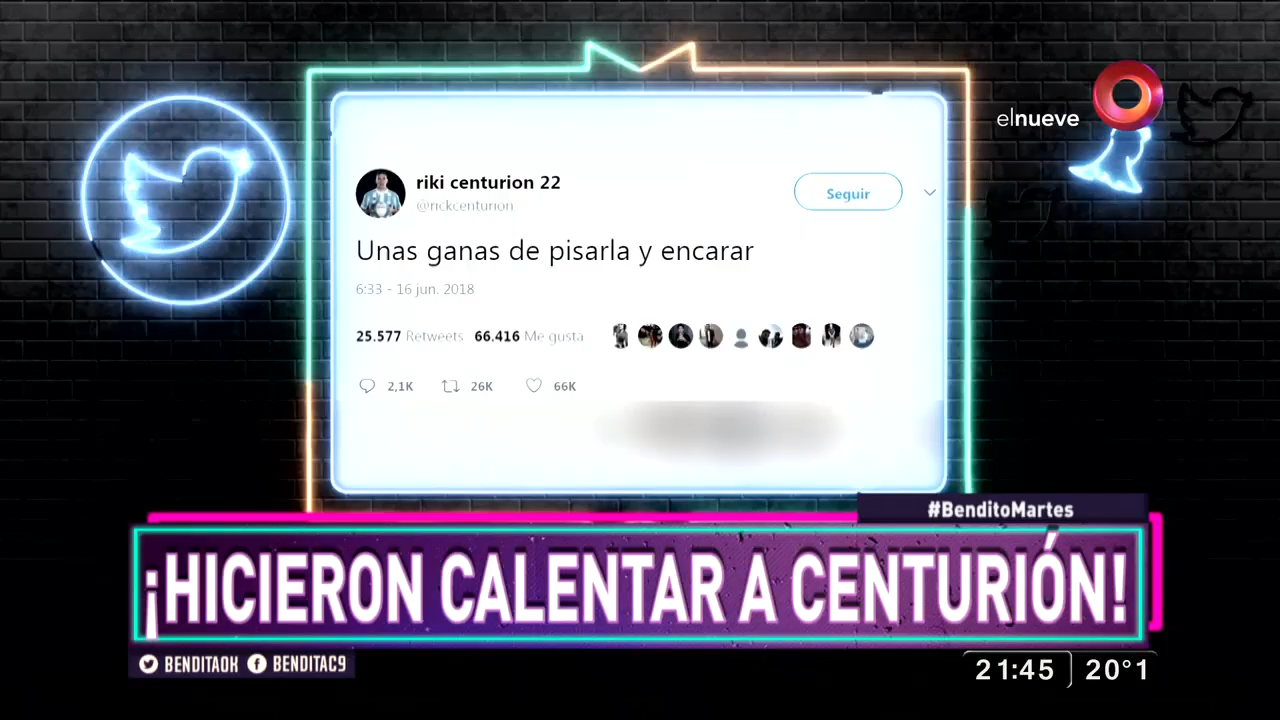 elnueve
riki centurion 22
@rickcenturion
Seguir
Unas ganas de pisarla y encarar
6:33 - 16 jun. 2018
25.577 Retweets 66.416 Me gusta
2,1K 26K 66K
#BenditoMartes
¡HICIERON CALENTAR A CENTURIÓN!
BENDITAOK BENDITAC9
21:45 20°1